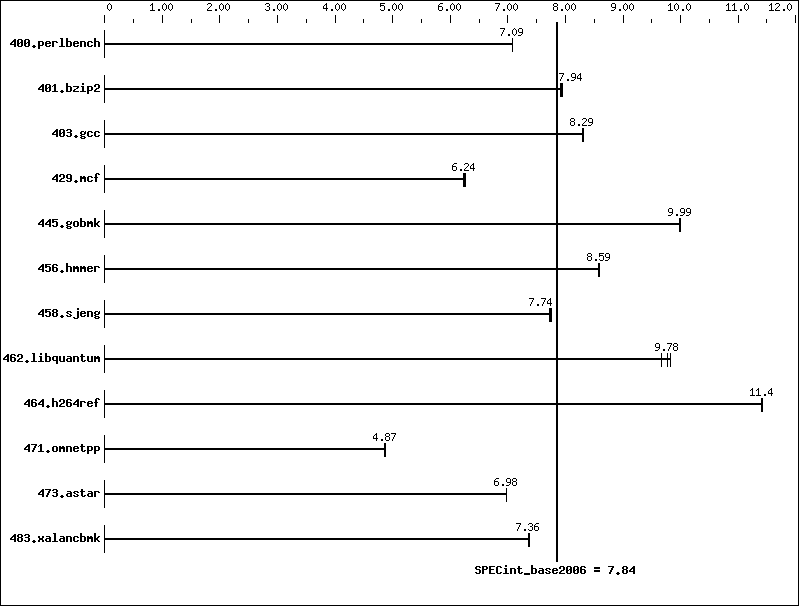 0 1.00 2.00 3.00 4.00 5.00 6.00 7.00 8.00 9.00 10.0 11.0 12.0
400.perlbench 7.09
401.bzip2 7.94
403.gcc 8.29
429.mcf 6.24
445.gobmk 9.99
456.hmmer 8.59
458.sjeng 7.74
462.libquantum 9.78
464.h264ref 11.4
471.omnetpp 4.87
473.astar 6.98
483.xalancbmk 7.36
SPECint_base2006 = 7.84